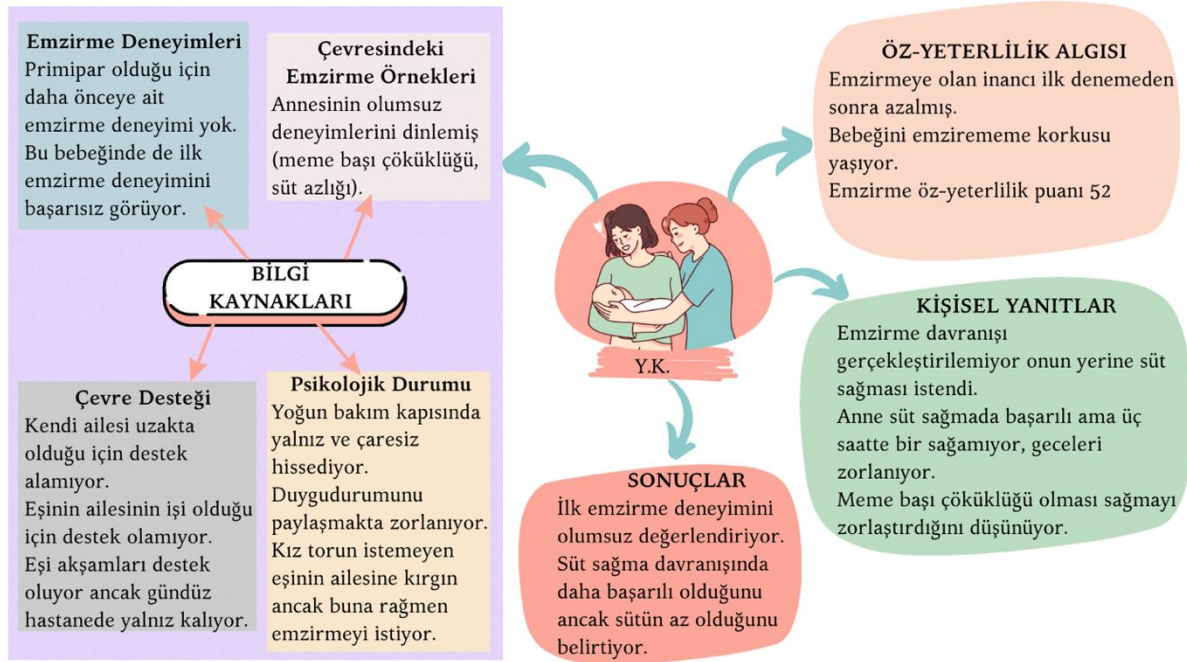 Emzirme Deneyimleri
Primipar olduğu için
daha önceye ait
emzirme deneyimi yok.
Bu bebeğinde de ilk
emzirme deneyimini
başarısız görüyor.
Çevresindeki
Emzirme Örnekleri
Annesinin olumsuz
deneyimlerini dinlemiş
(meme başı çöküklüğü,
süt azlığı).
BİLGİ
KAYNAKLARI
Çevre Desteği
Kendi ailesi uzakta
olduğu için destek
alamıyor.
Eşinin ailesinin işi olduğu
için destek olamıyor.
Eşi akşamları destek
oluyor ancak gündüz
hastanede yalnız kalıyor.
Psikolojik Durumu
Yoğun bakım kapısında
yalnız ve çaresiz
hissediyor.
Duygudurumunu
paylaşmakta zorlanıyor.
Kız torun istemeyen
eşinin ailesine kırgın
ancak buna rağmen
emzirmeyi istiyor.
Y.K.
ÖZ-YETERLİLİK ALGISI
Emzirmeye olan inancı ilk denemeden
sonra azalmış.
Bebeğini emzirememe korkusu
yaşıyor.
Emzirme öz-yeterlilik puanı 52
KİŞİSEL YANITLAR
Emzirme davranışı
gerçekleştirilemiyor onun yerine süt
sağması istendi.
Anne süt sağmada başarılı ama üç
saatte bir sağamıyor, geceleri
zorlanıyor.
Meme başı çöküklüğü olması sağmayı
zorlaştırdığını düşünüyor.
SONUÇLAR
İlk emzirme deneyimini
olumsuz değerlendiriyor.
Süt sağma davranışında
daha başarılı olduğunu
ancak sütün az olduğunu
belirtiyor.